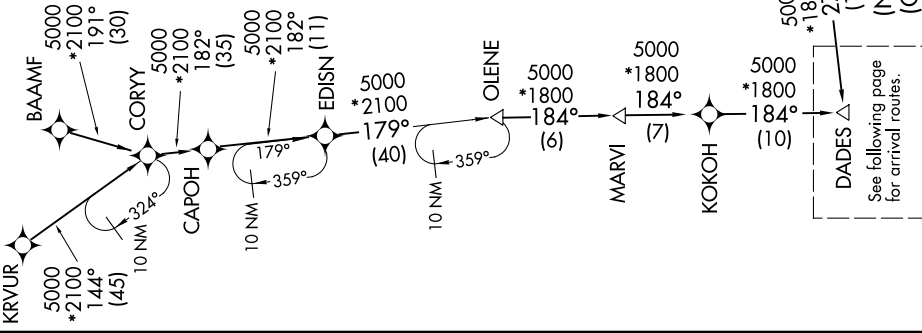 BAAMF
5000
*2100
191°
(30)
CORYY
5000
*2100
182°
(35)
5000
*2100
182°
(11)
EDISN
KRVUR
5000
*2100
144°
(45)
324°
10 NM
CAPOH
179°
359°
10 NM
5000
*2100
179°
(40)
OLENE
359°
10 NM
5000
*1800
184°
(6)
MARVI
5000
*1800
184°
(7)
KOKOH
5000
*1800
184°
(10)
DADES
See following page
for arrival routes.